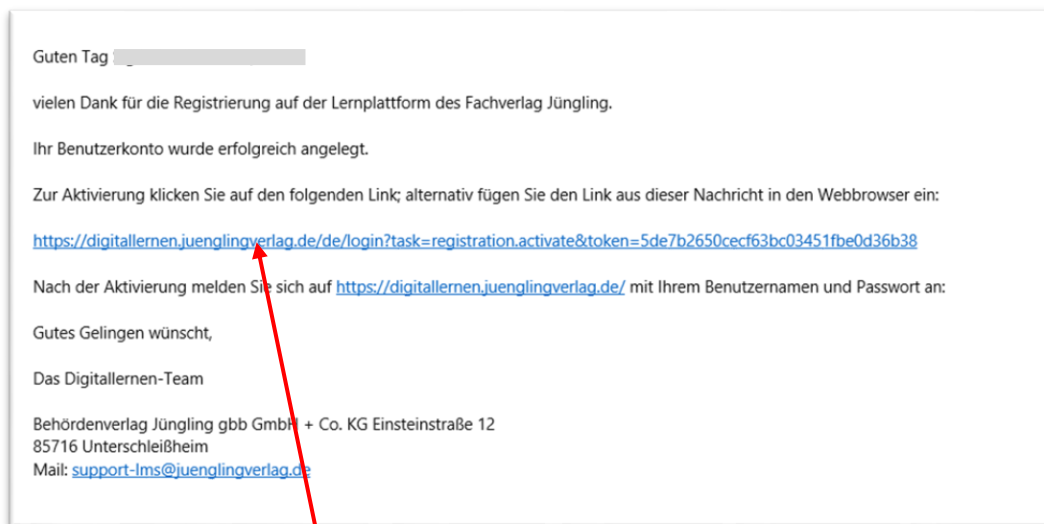 Guten Tag
vielen Dank für die Registrierung auf der Lernplattform des Fachverlag Jüngling.
Ihr Benutzerkonto wurde erfolgreich angelegt.
Zur Aktivierung klicken Sie auf den folgenden Link; alternativ fügen Sie den Link aus dieser Nachricht in den Webbrowser ein:
https://digitallernen.juenglingverlag.de/de/login?task=registration.activate&token=5de7b2650cecf63bc03451fbe0d36b38
Nach der Aktivierung melden Sie sich auf https://digitallernen.juenglingverlag.de/ mit Ihrem Benutzernamen und Passwort an:
Gutes Gelingen wünscht,
Das Digitallernen-Team
Behördenverlag Jüngling gbb GmbH + Co. KG Einsteinstraße 12
85716 Unterschleißheim
Mail: support-lms@juenglingverlag.de